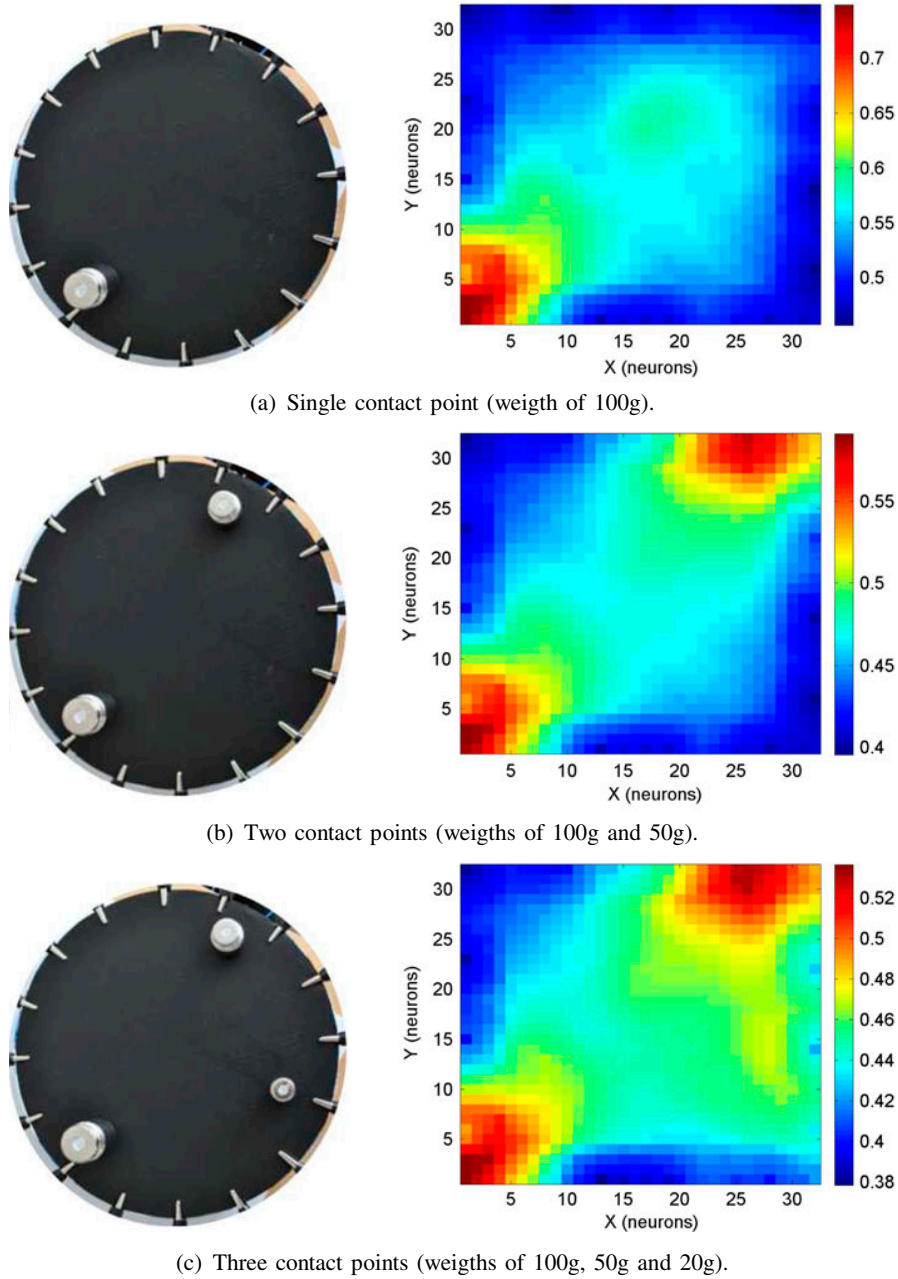 30
25
20
15
10
5
Y (neurons)
5 10 15 20 25 30
X (neurons)
0.7
0.65
0.6
0.55
0.5
(a) Single contact point (weigth of 100g).
30
25
20
15
10
5
Y (neurons)
5 10 15 20 25 30
X (neurons)
0.55
0.5
0.45
0.4
(b) Two contact points (weigths of 100g and 50g).
30
25
20
15
10
5
Y (neurons)
5 10 15 20 25 30
X (neurons)
0.52
0.5
0.48
0.46
0.44
0.42
0.4
0.38
(c) Three contact points (weigths of 100g, 50g and 20g).